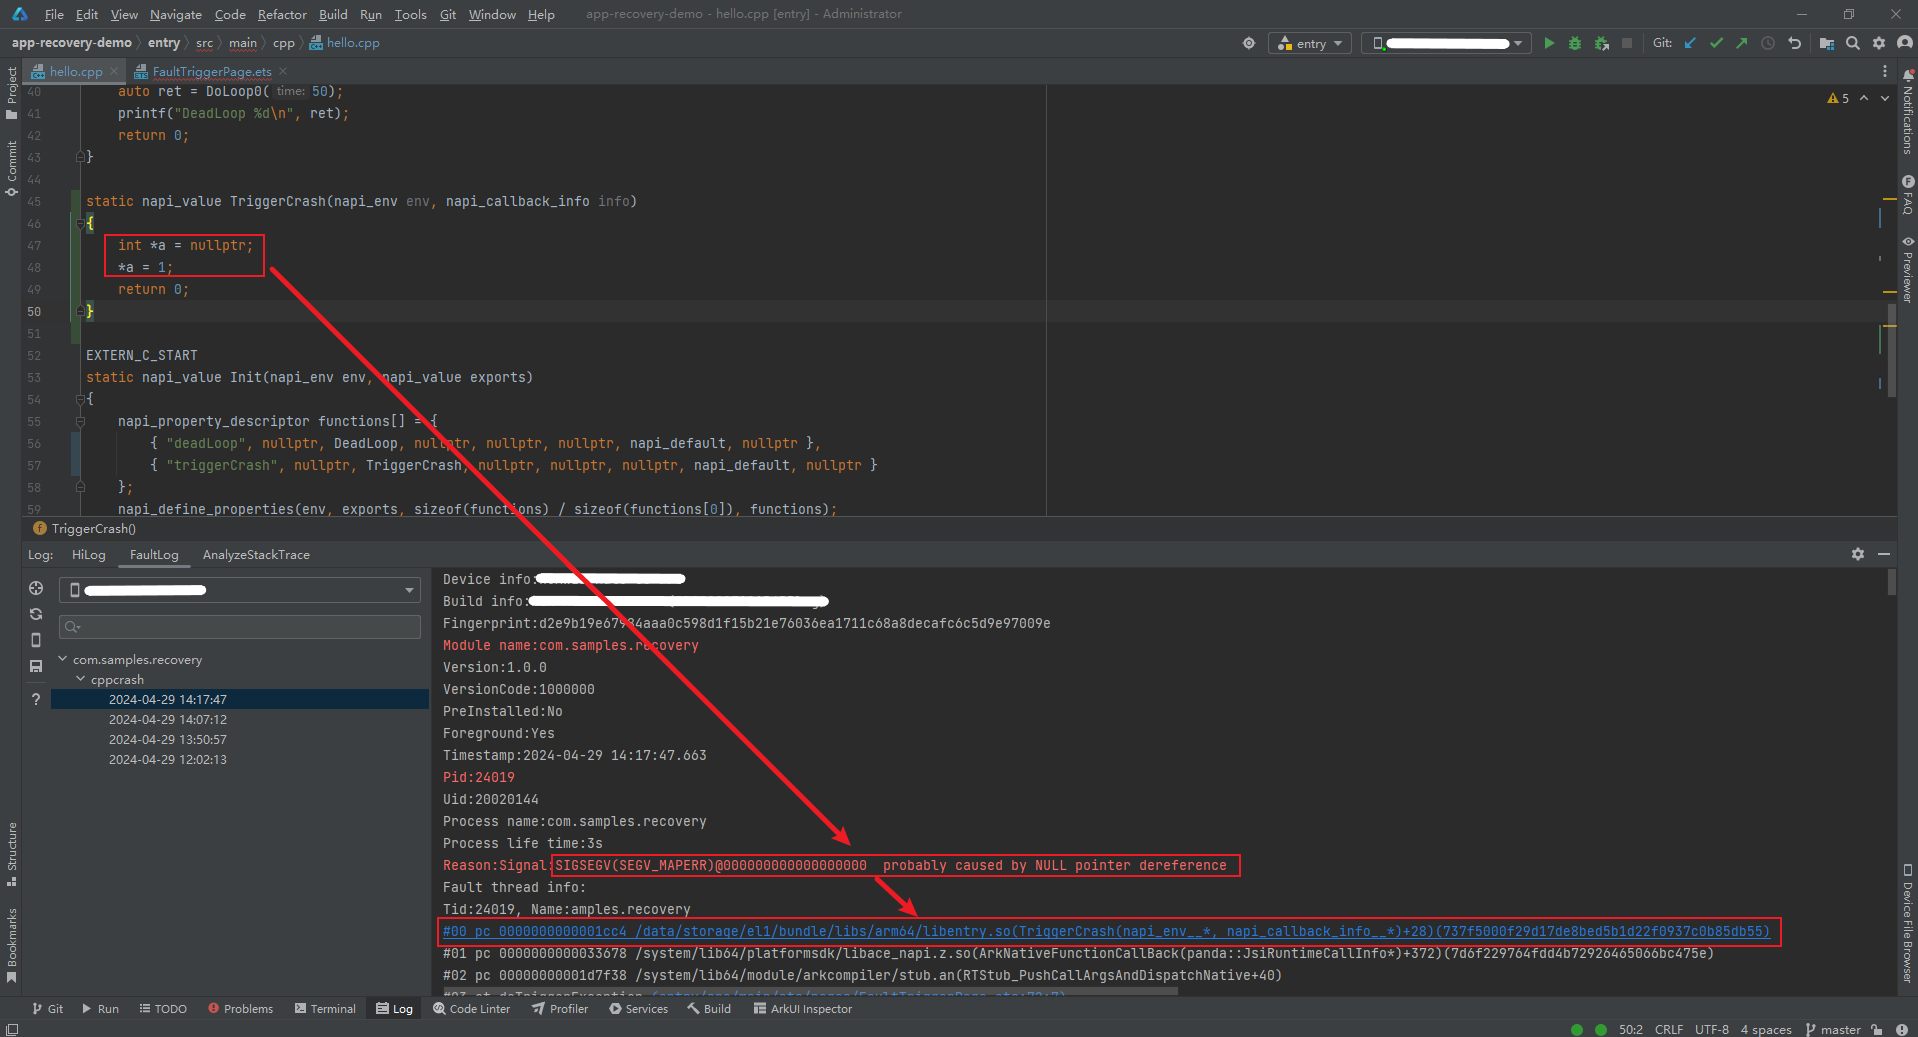 File Edit View Navigate Code Refactor Build Run Tools Git Window Help app-recovery-demo - hello.cpp [entry] - Administrator
app-recovery-demo entry src main cpp hello.cpp entry Git:
hello.cpp FaultTriggerPage.ets
Project
Commit
Structure
Bookmarks
40 auto ret = DoLoop0( time: 50);
41 printf("DeadLoop %d\n", ret);
42 return 0;
43 }
44
45 static napi_value TriggerCrash(napi_env env, napi_callback_info info)
46 {
47 int *a = nullptr;
48 *a = 1;
49 return 0;
50 }
51
52 EXTERN_C_START
53 static napi_value Init(napi_env env, napi_value exports)
54 {
55 napi_property_descriptor functions[] = {
56 { "deadLoop", nullptr, DeadLoop, nullptr, nullptr, nullptr, napi_default, nullptr },
57 { "triggerCrash", nullptr, TriggerCrash, nullptr, nullptr, nullptr, napi_default, nullptr }
58 };
59 napi_define_properties(env, exports, sizeof(functions) / sizeof(functions[0]), functions);
5
Notifications
FAQ
Previewer
Device File Browser
f TriggerCrash()
Log: HiLog FaultLog AnalyzeStackTrace
com.samples.recovery
cppcrash
2024-04-29 14:17:47
2024-04-29 14:07:12
2024-04-29 13:50:57
2024-04-29 12:02:13
Device info:
Build info:
Module name:com.samples.recovery
Version:1.0.0
VersionCode:1000000
PreInstalled:No
Foreground:Yes
Timestamp:2024-04-29 14:17:47.663
Pid:24019
Uid:20020144
Process name:com.samples.recovery
Process life time:3s
Reason:Signal:SIGSEGV(SEGV_MAPERR)@000000000000000000 probably caused by NULL pointer dereference
Fault thread info:
Tid:24019, Name:amples.recovery
#00 pc 0000000000001cc4 /data/storage/el1/bundle/libs/arm64/libentry.so(TriggerCrash(napi_env__*, napi_callback_info__*)+28)(737f5000f29d17de8bed5b1d22f0937c0b85db55)
#01 pc 0000000000033678 /system/lib64/platformsdk/libace_napi.z.so(ArkNativeFunctionCallBack(panda::JsiRuntimeCallInfo*)+372)(7d6f229764fdd4b72926465066bc475e)
#02 pc 00000000001d7f38 /system/lib64/module/arkcompiler/stub.an(RTStub_PushCallArgsAndDispatchNative+40)
Git Run TODO Problems Terminal Log Code Linter Profiler Services Build ArkUI Inspector
50:2 CRLF UTF-8 4 spaces master